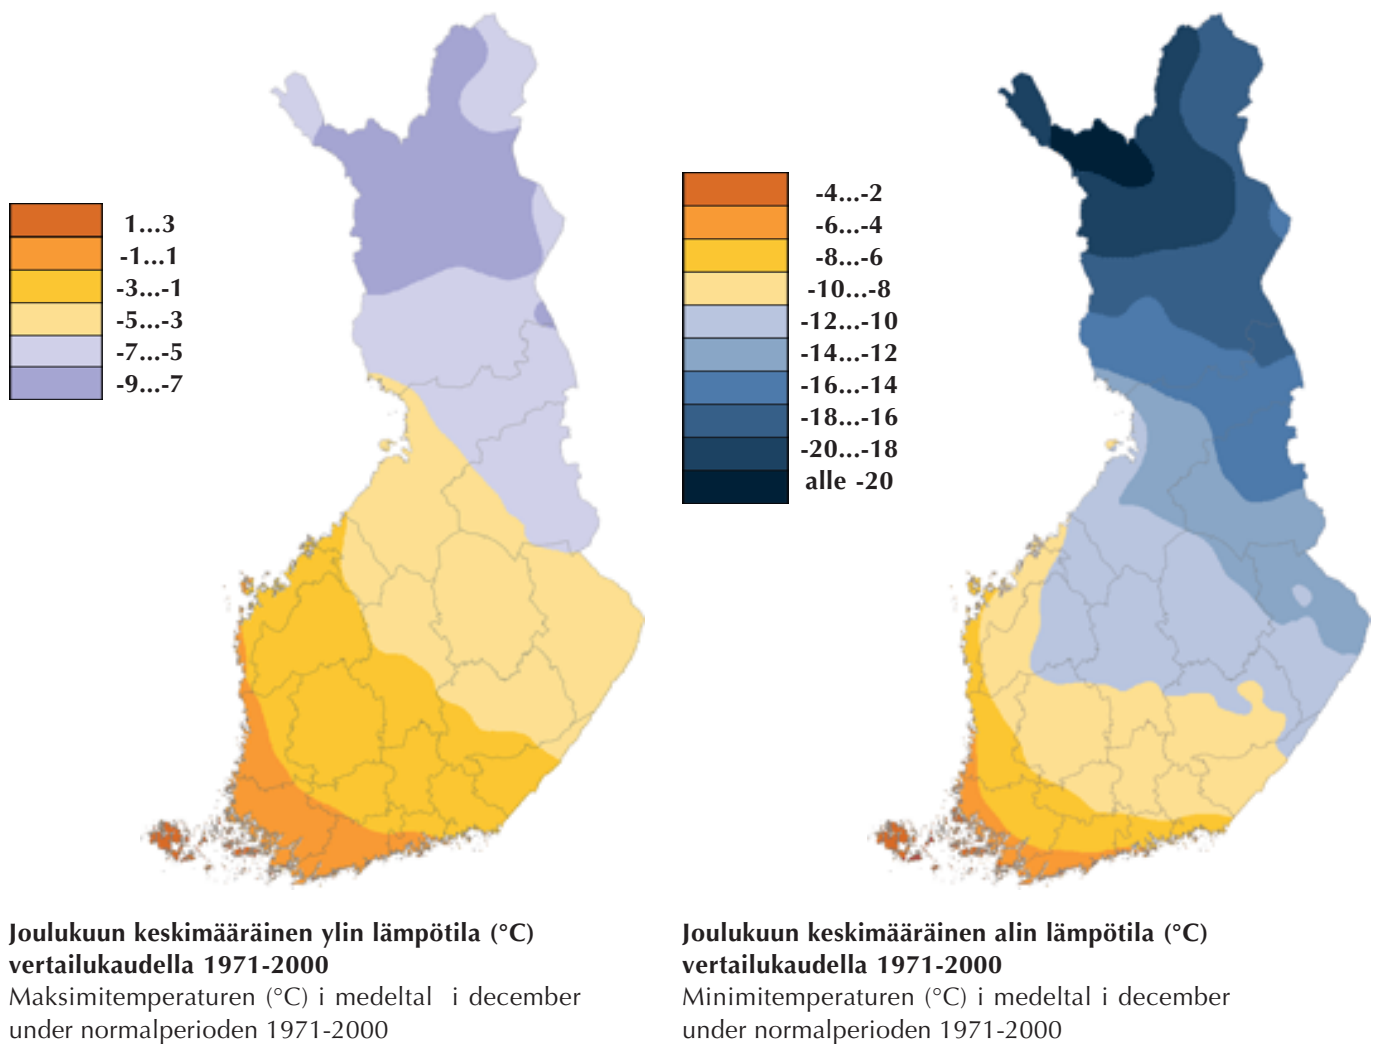 1...3
-1...1
-3...-1
-5...-3
-7...-5
-9...-7
-4...-2
-6...-4
-8...-6
-10...-8
-12...-10
-14...-12
-16...-14
-18...-16
-20...-18
alle -20
Joulukuun keskimääräinen ylin lämpötila (°C)
vertailukaudella 1971-2000
Maksimitemperaturen (°C) i medeltal i december
under normalperioden 1971-2000
Joulukuun keskimääräinen alin lämpötila (°C)
vertailukaudella 1971-2000
Minimitemperaturen (°C) i medeltal i december
under normalperioden 1971-2000